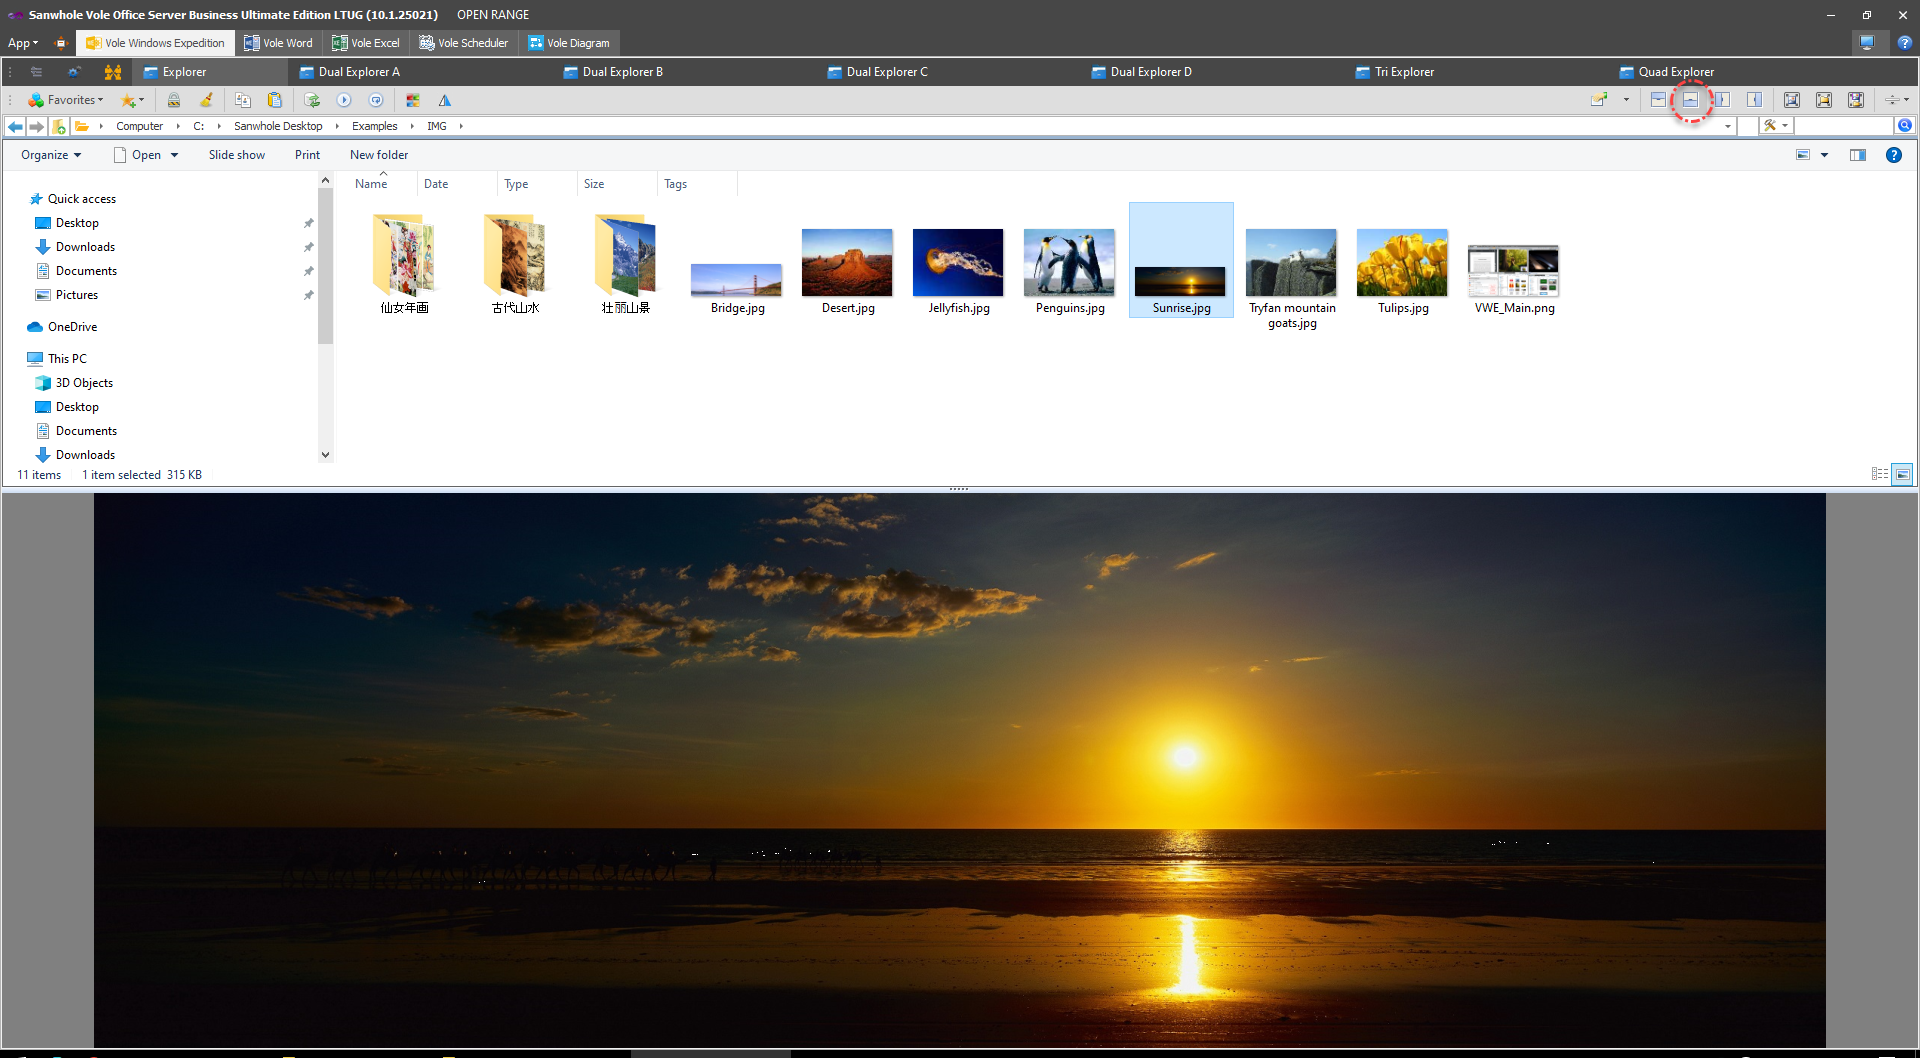 Sanwhole Vole Office Server Business Ultimate Edition LTUG (10.1.25021) OPEN RANGE
App Vole Windows Expedition Vole Word Vole Excel Vole Scheduler Vole Diagram
Explorer Dual Explorer A Dual Explorer B Dual Explorer C Dual Explorer D Tri Explorer Quad Explorer
Favorites
Computer C: Sanwhole Desktop Examples IMG
Organize Open Slide show Print New folder
Name Date Type Size Tags
Quick access
Desktop
Downloads
Documents
Pictures
OneDrive
This PC
3D Objects
Desktop
Documents
Downloads
仙女年画 古代山水 壮丽山景 Bridge.jpg Desert.jpg Jellyfish.jpg Penguins.jpg Sunrise.jpg Tryfan mountain goats.jpg Tulips.jpg VWE_Main.png
11 items 1 item selected 315 KB